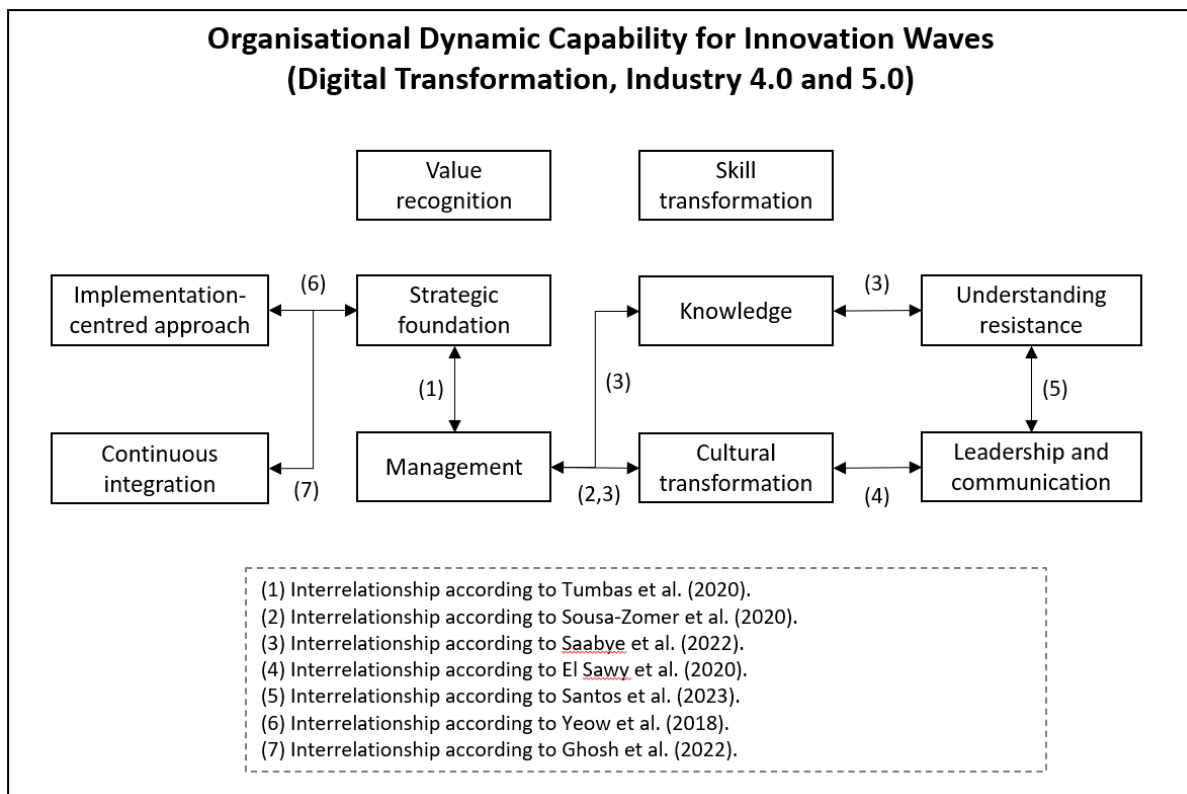 Organisational Dynamic Capability for Innovation Waves
(Digital Transformation, Industry 4.0 and 5.0)
Value
recognition
Skill
transformation
Implementation-
centred approach
(6)
Strategic
foundation
Knowledge
(3)
Understanding
resistance
(1)
(3)
(5)
Continuous
integration
(7)
Management
(2,3)
Cultural
transformation
(4)
Leadership and
communication
(1) Interrelationship according to Tumbas et al. (2020).
(2) Interrelationship according to Sousa-Zomer et al. (2020).
(3) Interrelationship according to Saabye et al. (2022).
(4) Interrelationship according to El Sawy et al. (2020).
(5) Interrelationship according to Santos et al. (2023).
(6) Interrelationship according to Yeow et al. (2018).
(7) Interrelationship according to Ghosh et al. (2022).